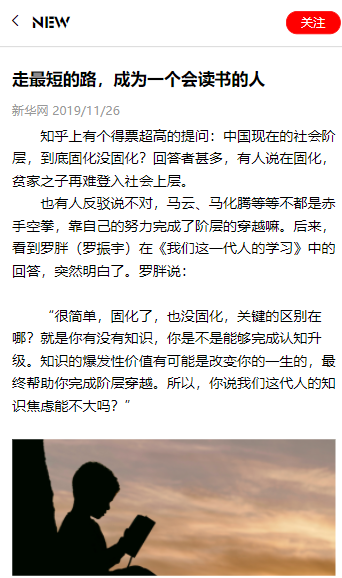 NEW
关注
走最短的路，成为一个会读书的人
新华网 2019/11/26
知乎上有个得票超高的提问：中国现在的社会阶
层，到底固化没固化？回答者甚多，有人说在固化，
贫家之子再难登入社会上层。
也有人反驳说不对，马云、马化腾等等不都是赤
手空拳，靠自己的努力完成了阶层的穿越嘛。后来，
看到罗胖（罗振宇）在《我们这一代人的学习》中的
回答，突然明白了。罗胖说：
“很简单，固化了，也没固化，关键的区别在
哪？就是你有没有知识，你是不是能够完成认知升
级。知识的爆发性价值有可能是改变你的一生的，最
终帮助你完成阶层穿越。所以，你说我们这代人的知
识焦虑能不大吗？”